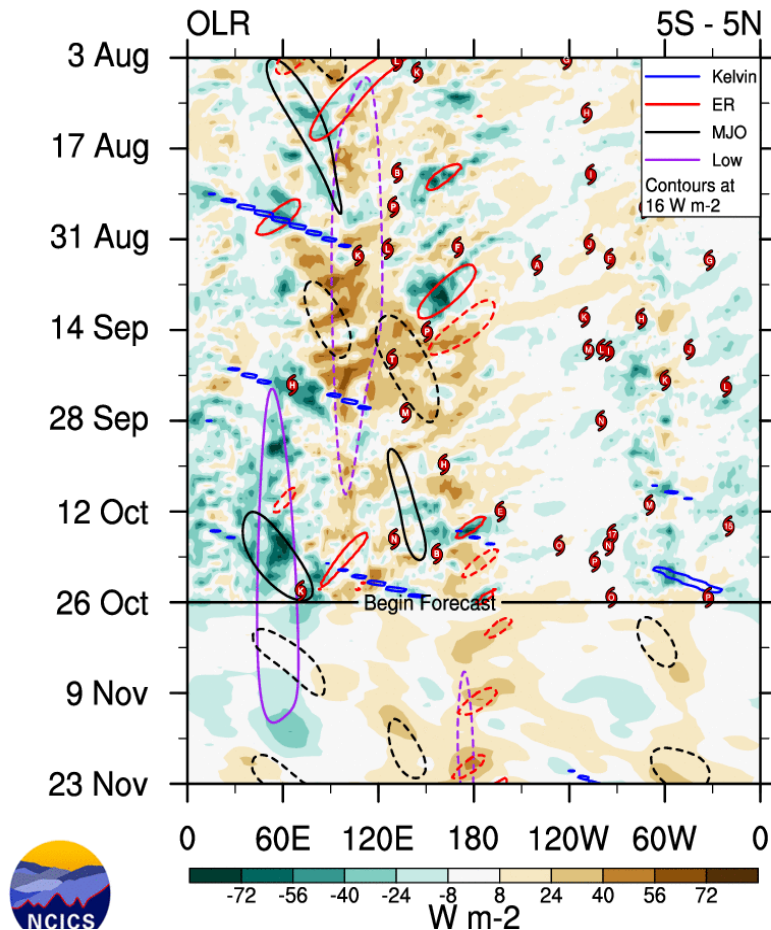 OLR 5S - 5N
3 Aug
17 Aug
31 Aug
14 Sep
28 Sep
12 Oct
26 Oct
9 Nov
23 Nov
Kelvin
ER
MJO
Low
Contours at
16 W m-2
L
G
K
H
B
I
P
L
F
J
K
F
G
A
K
H
P
M
L
I
J
T
K
H
L
M
N
H
E
M
16
N
17
B
O
N
P
K
O
P
Begin Forecast
0 60E 120E 180 120W 60W 0
-72 -56 -40 -24 -8 8 24 40 56 72
W m-2
NCICS